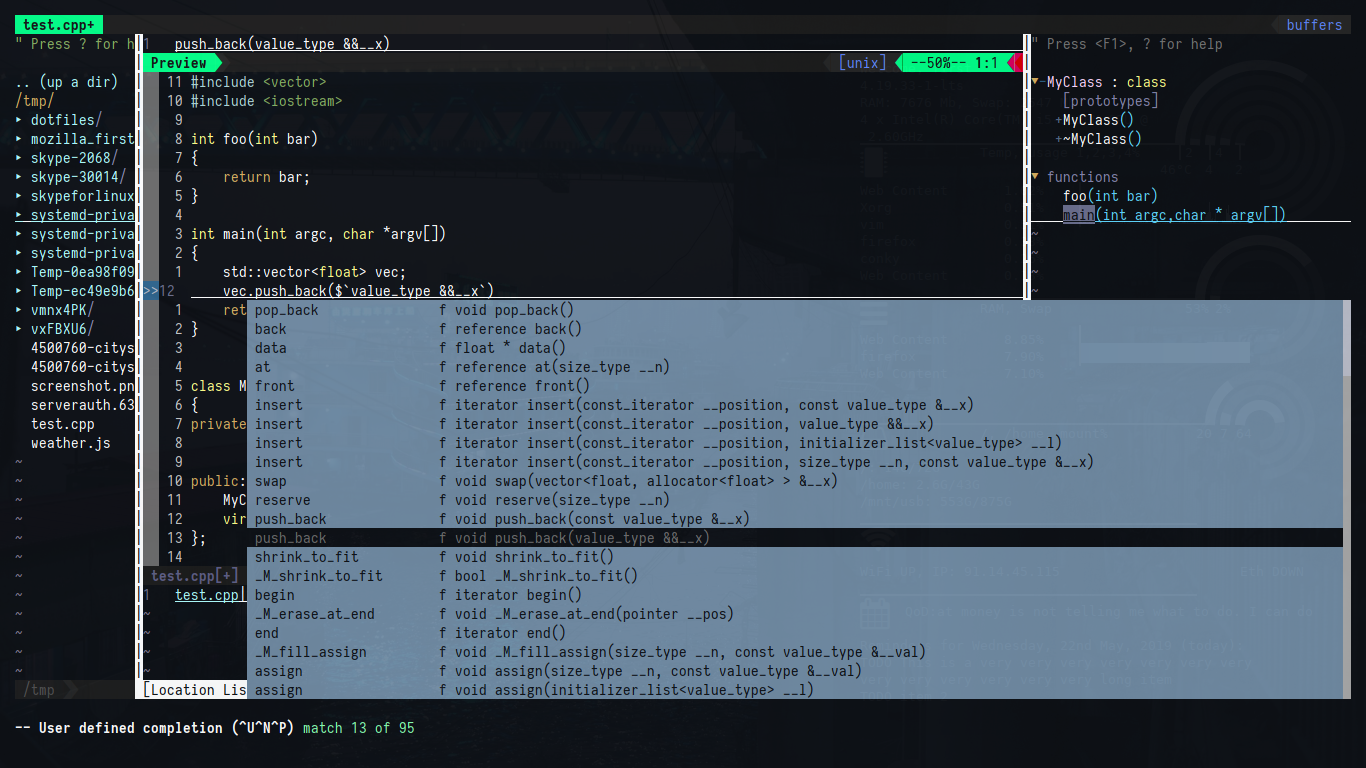 test.cpp+ buffers
" Press ? for h
.. (up a dir)
/tmp/
▸ dotfiles/
▸ mozilla_first
▸ skype-2068/
▸ skype-30014/
▸ skypeforlinux
▸ systemd-priva
▸ systemd-priva
▸ systemd-priva
▸ Temp-0ea98f09
▸ Temp-ec49e9b6
▸ vmnx4PK/
▸ vxFBXU6/
4500760-citys
4500760-citys
screenshot.pn
serverauth.63
test.cpp
weather.js
~
~
~
~
~
~
~
~
~
~
~
~
/tmp
1 push_back(value_type &&__x)
Preview [unix] --50%-- 1:1
11 #include <vector>
10 #include <iostream>
9
8 int foo(int bar)
7 {
6 return bar;
5 }
4
3 int main(int argc, char *argv[])
2 {
1 std::vector<float> vec;
>>12 vec.push_back($`value_type &&__x`)
1 ret
2 }
3
4
5 class M
6 {
7 private
8
9
10 public:
11 MyC
12 vir
13 };
14
test.cpp[+]
1 test.cpp|
~
~
~
~
[Location Lis
pop_back f void pop_back()
back f reference back()
data f float * data()
at f reference at(size_type __n)
front f reference front()
insert f iterator insert(const_iterator __position, const value_type &__x)
insert f iterator insert(const_iterator __position, value_type &&__x)
insert f iterator insert(const_iterator __position, initializer_list<value_type> __l)
insert f iterator insert(const_iterator __position, size_type __n, const value_type &__x)
swap f void swap(vector<float, allocator<float> > &__x)
reserve f void reserve(size_type __n)
push_back f void push_back(const value_type &__x)
push_back f void push_back(value_type &&__x)
shrink_to_fit f void shrink_to_fit()
_M_shrink_to_fit f bool _M_shrink_to_fit()
begin f iterator begin()
_M_erase_at_end f void _M_erase_at_end(pointer __pos)
end f iterator end()
_M_fill_assign f void _M_fill_assign(size_type __n, const value_type &__val)
assign f void assign(size_type __n, const value_type &__val)
assign f void assign(initializer_list<value_type> __l)
" Press <F1>, ? for help
▼-MyClass : class
[prototypes]
+MyClass()
+~MyClass()
▼ functions
foo(int bar)
main(int argc,char * argv[])
~
~
~
~
-- User defined completion (^U^N^P) match 13 of 95